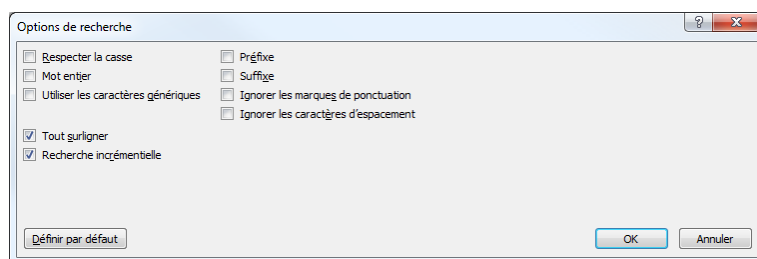 Options de recherche
Respecter la casse
Mot entier
Utiliser les caractères génériques
Préfixe
Suffixe
Ignorer les marques de ponctuation
Ignorer les caractères d'espacement
Tout surligner
Recherche incrémentielle
Définir par défaut
OK
Annuler